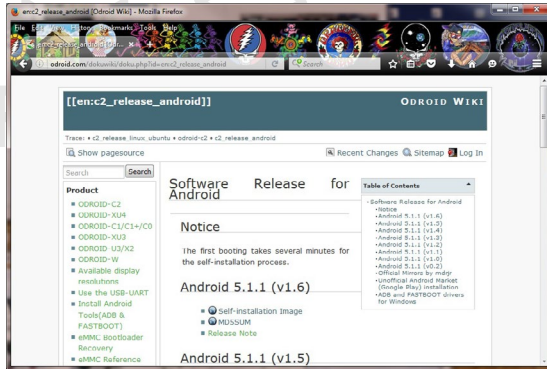 en:c2_release_android [Odroid Wiki] - Mozilla Firefox
File Edit View History Bookmarks Tools Help
en:c2_release_android [Odr...
odroid.com/dokuwiki/doku.php?id=en:c2_release_android
Search
[[en:c2_release_android]]
ODROID WIKI
Trace: • c2_release_linux_ubuntu • odroid-c2 • c2_release_android
Show pagesource
Recent Changes Sitemap Log In
Search Search
Product
ODROID-C2
ODROID-XU4
ODROID-C1/C1+/C0
ODROID-XU3
ODROID-U3/X2
ODROID-W
Available display
resolutions
Use the USB-UART
Install Android
Tools(ADB &
FASTBOOT)
eMMC Bootloader
Recovery
eMMC Reference
Software Release for
Android
Notice
The first booting takes several minutes for
the self-installation process.
Android 5.1.1 (v1.6)
Self-installation Image
MD5SUM
Release Note
Android 5.1.1 (v1.5)
Table of Contents
Software Release for Android
Notice
Android 5.1.1 (v1.6)
Android 5.1.1 (v1.5)
Android 5.1.1 (v1.4)
Android 5.1.1 (v1.3)
Android 5.1.1 (v1.2)
Android 5.1.1 (v1.1)
Android 5.1.1 (v1.0)
Android 5.1.1 (v0.2)
Official Mirrors by mdrjr
Unofficial Android Market
(Google Play) installation
ADB and FASTBOOT drivers
for Windows